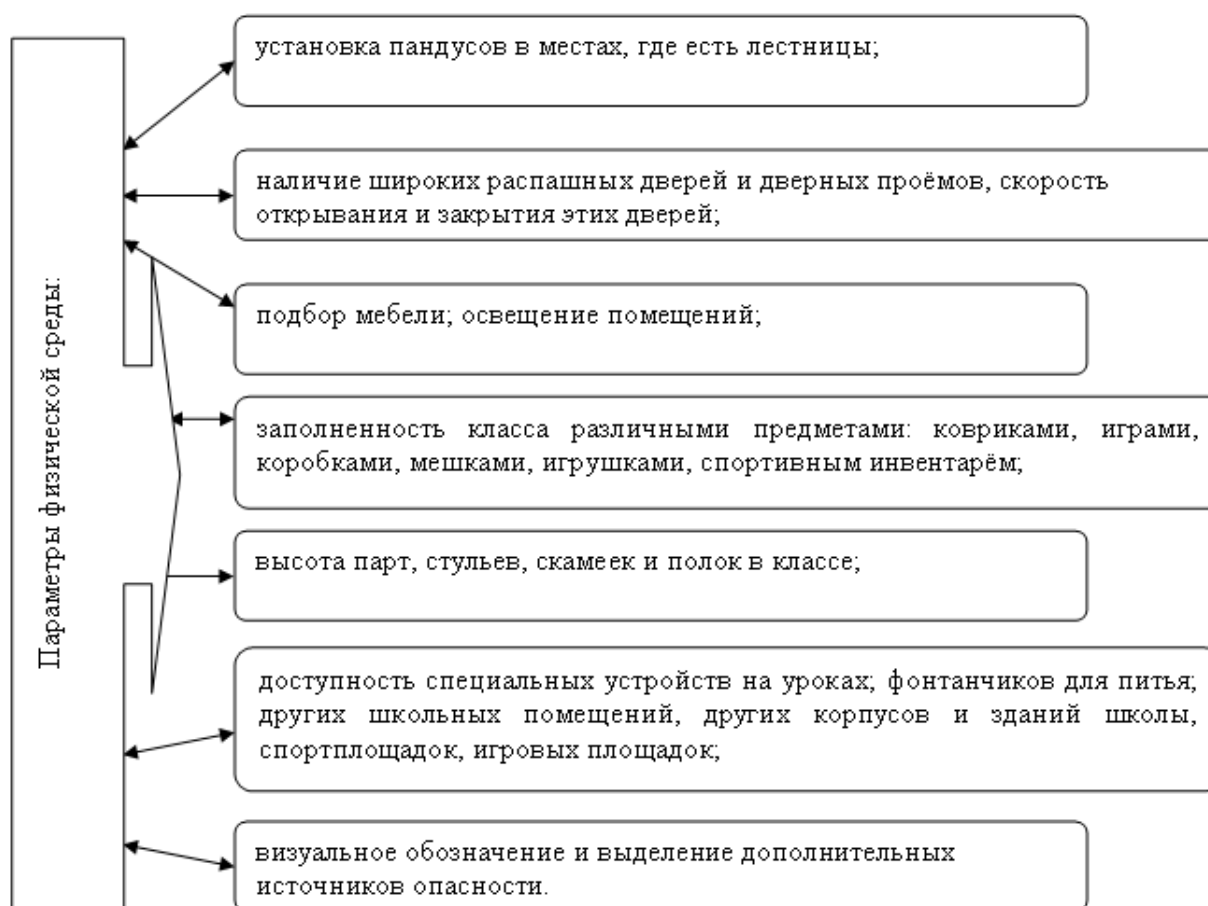 Параметры физической среды:
установка пандусов в местах, где есть лестницы;
наличие широких распашных дверей и дверных проёмов, скорость
открывания и закрытия этих дверей;
подбор мебели; освещение помещений;
заполненность класса различными предметами: ковриками, играми,
коробками, мешками, игрушками, спортивным инвентарём;
высота парт, стульев, скамеек и полок в классе;
доступность специальных устройств на уроках; фонтанчиков для питья;
других школьных помещений, других корпусов и зданий школы,
спортплощадок, игровых площадок;
визуальное обозначение и выделение дополнительных
источников опасности.